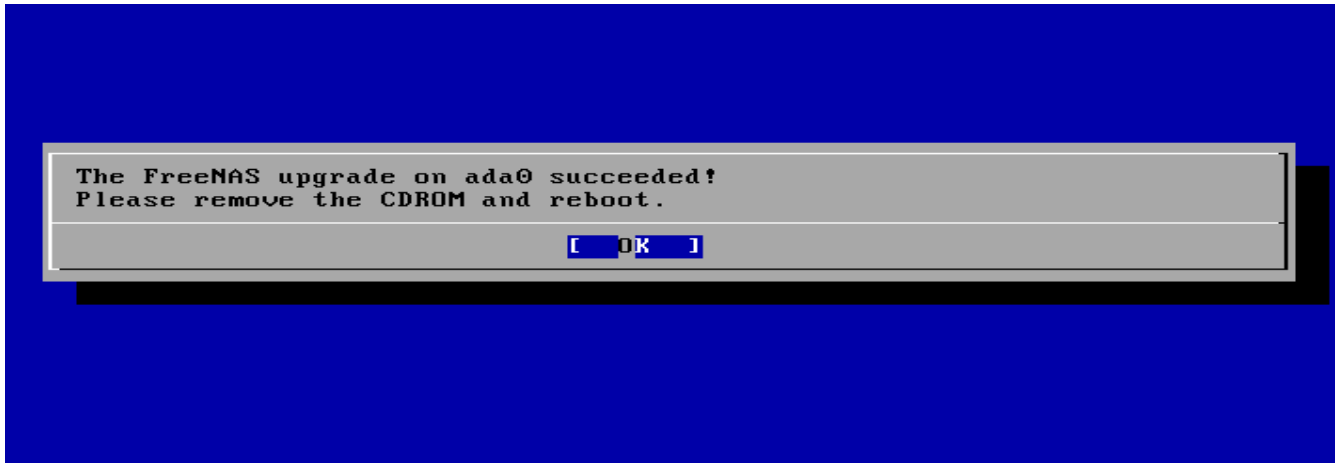 The FreeNAS upgrade on ada0 succeeded!
Please remove the CDROM and reboot.
[ OK ]